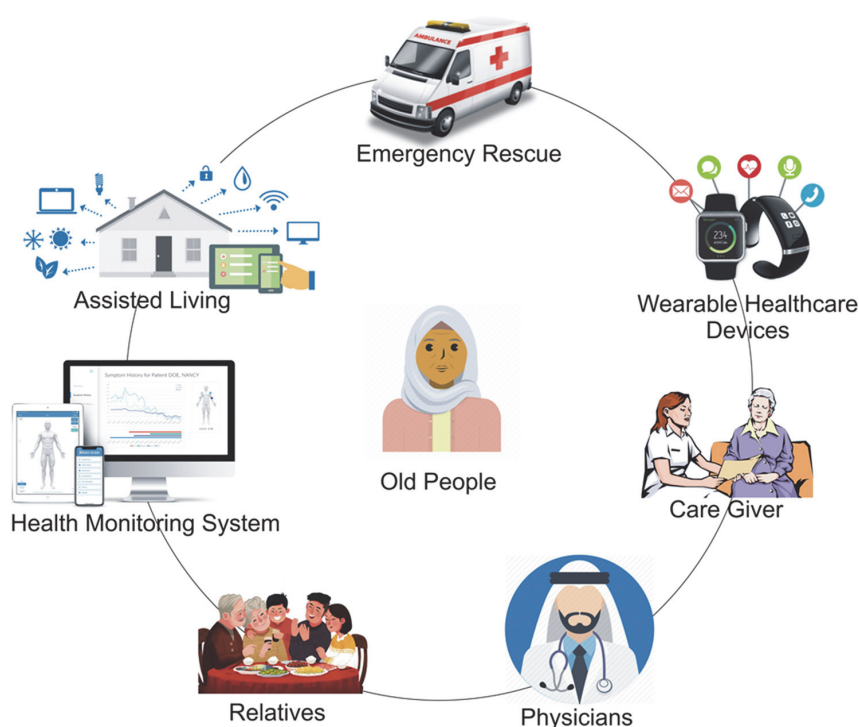 AMBULANCE
Emergency Rescue
Assisted Living
234
Wearable Healthcare
Devices
Symptom History for Patient DOE, NANCY
Old People
Health Monitoring System
Care Giver
Relatives
Physicians